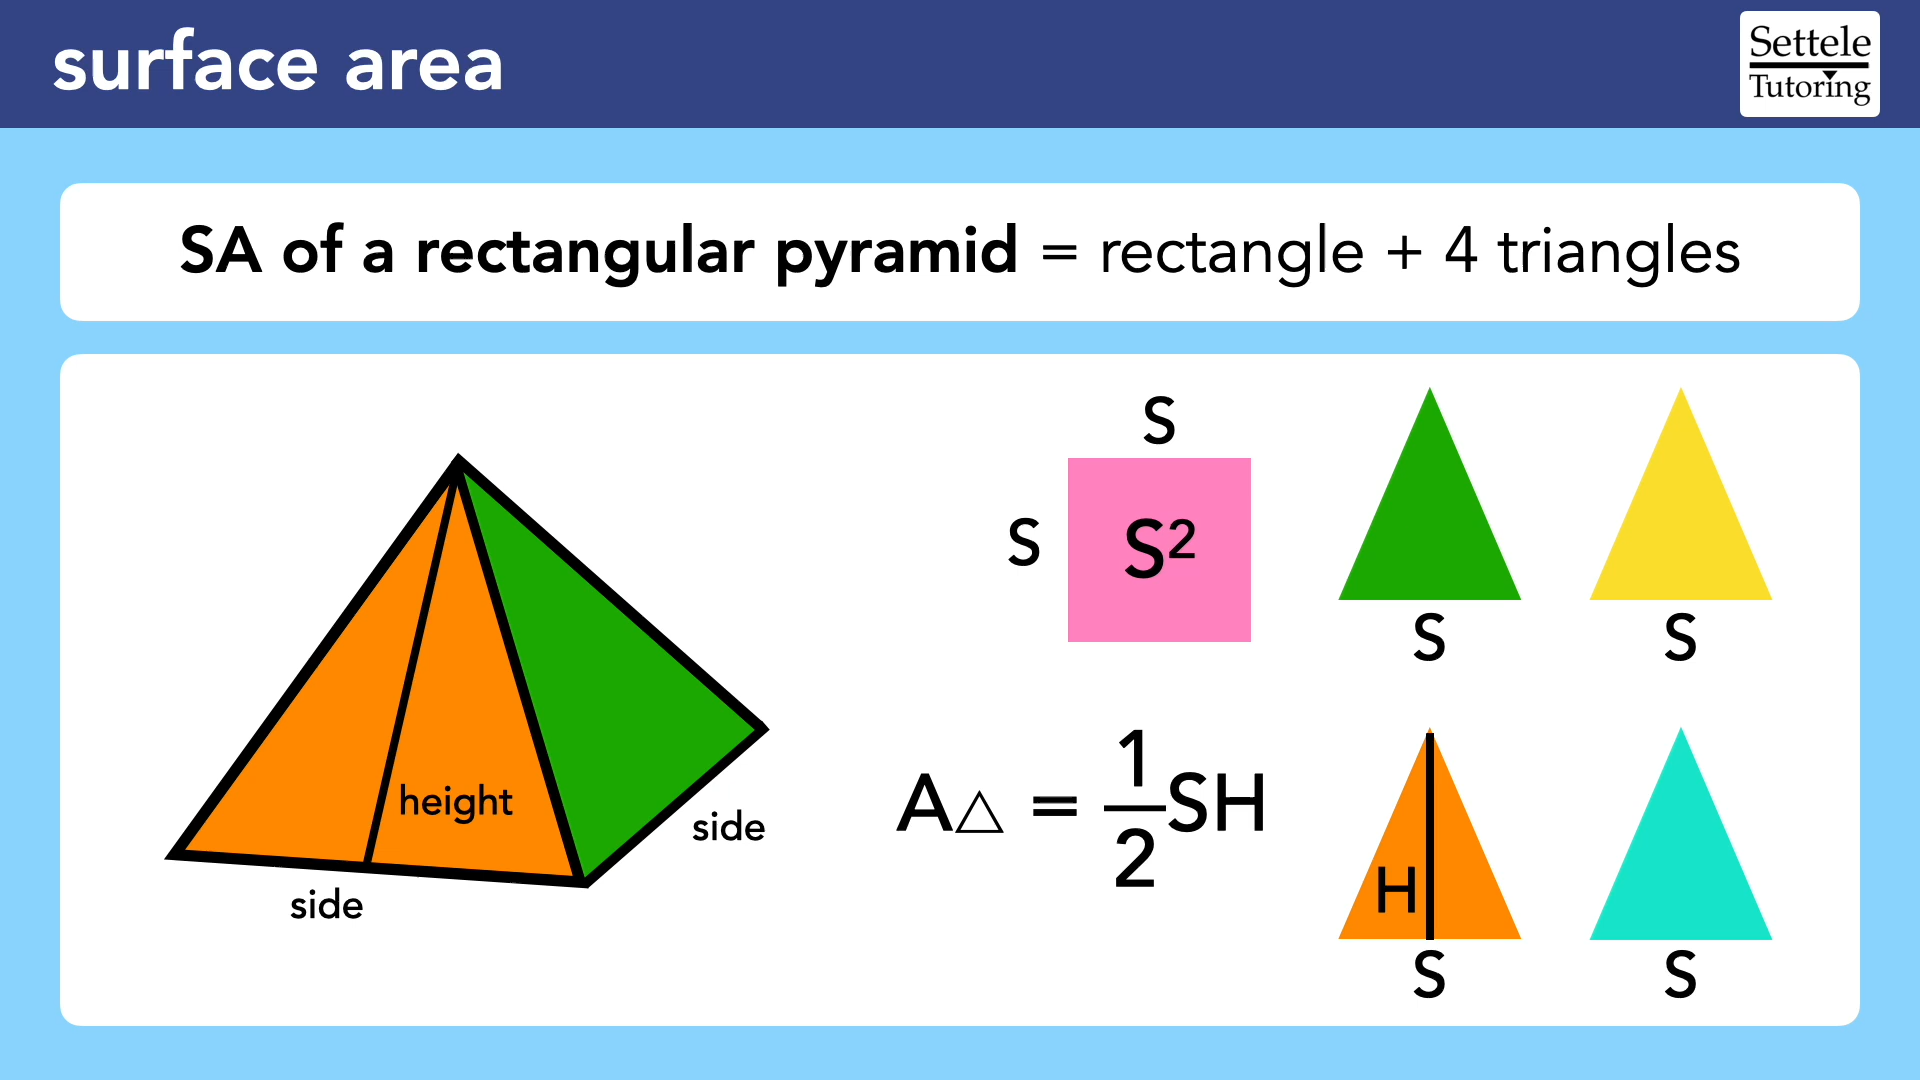 surface area
Settele
Tutoring
SA of a rectangular pyramid = rectangle + 4 triangles
height
side
side
S
S
S²
A△ = 1/2 SH
S
S
H
S
S